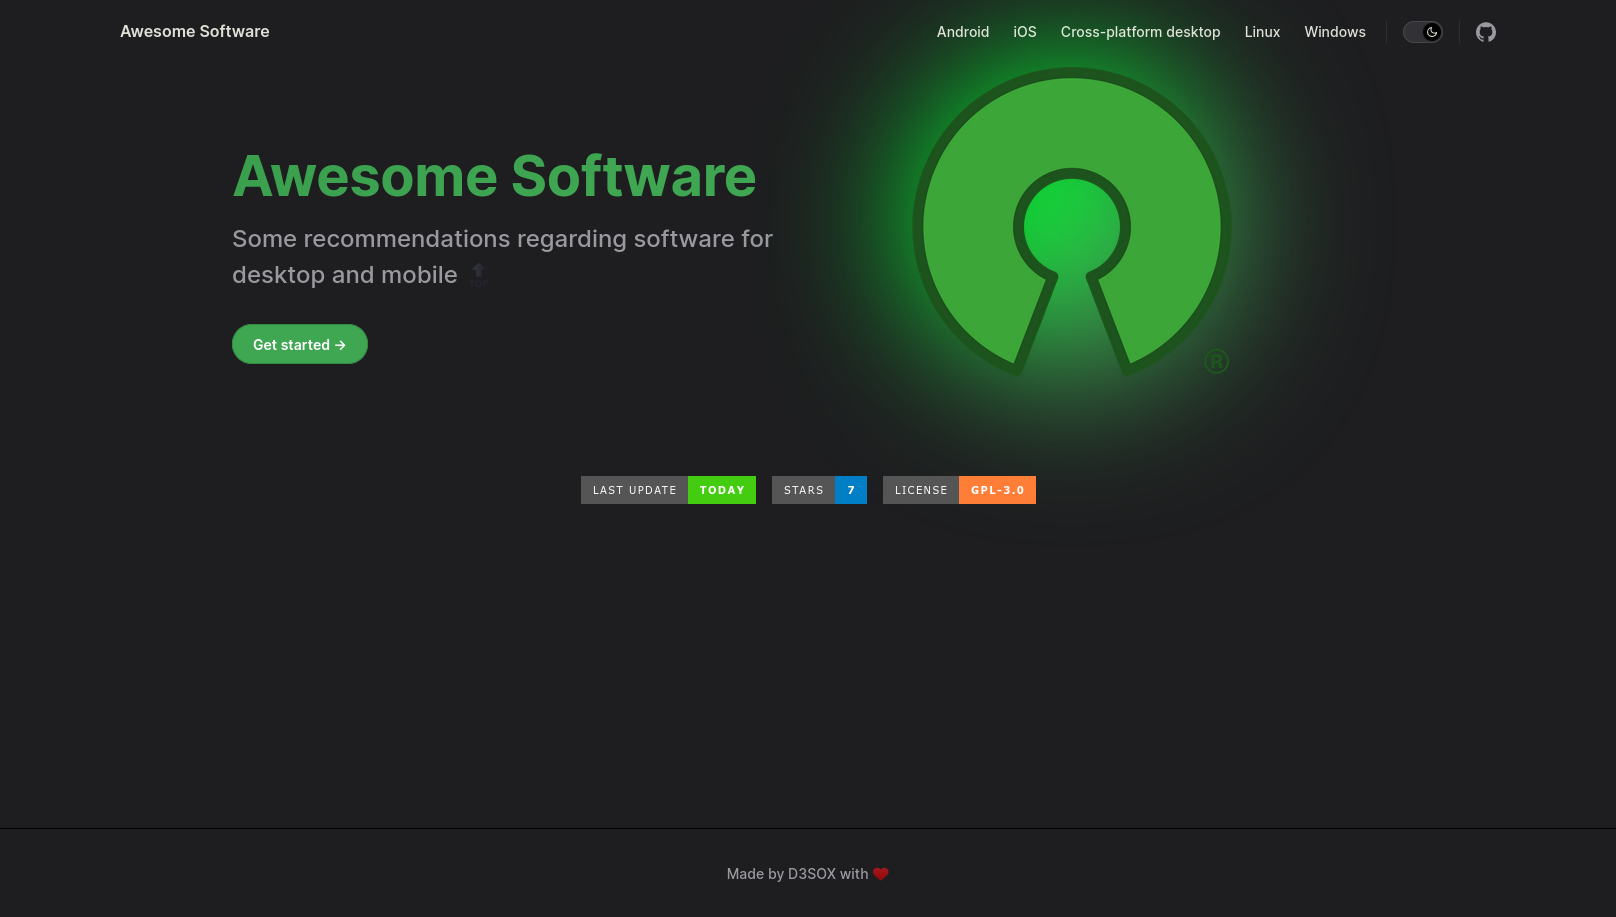 Awesome Software
Android iOS Cross-platform desktop Linux Windows
Awesome Software
Some recommendations regarding software for
desktop and mobile 🔝
Get started →
®
LAST UPDATE TODAY STARS 7 LICENSE GPL-3.0
Made by D3SOX with ❤️